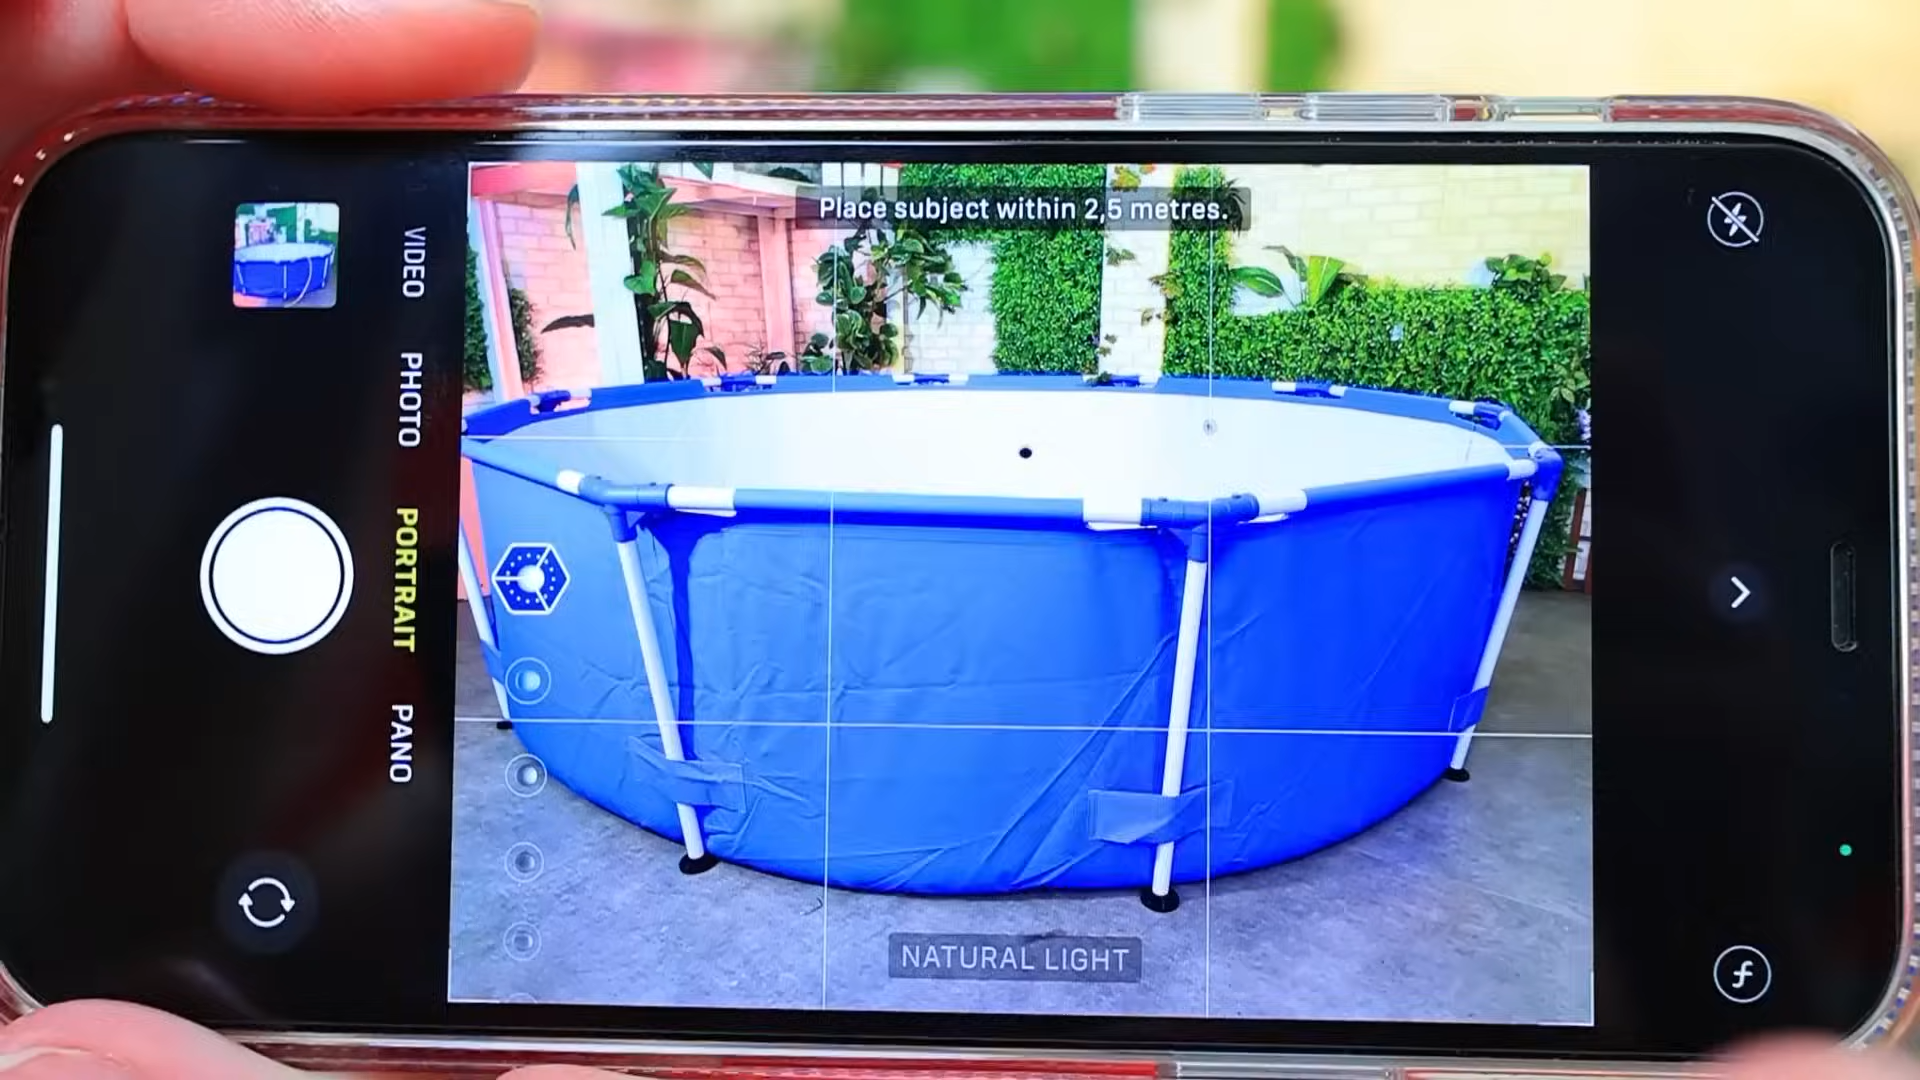 Place subject within 2,5 metres.
VIDEO
PHOTO
PORTRAIT
PANO
NATURAL LIGHT
f